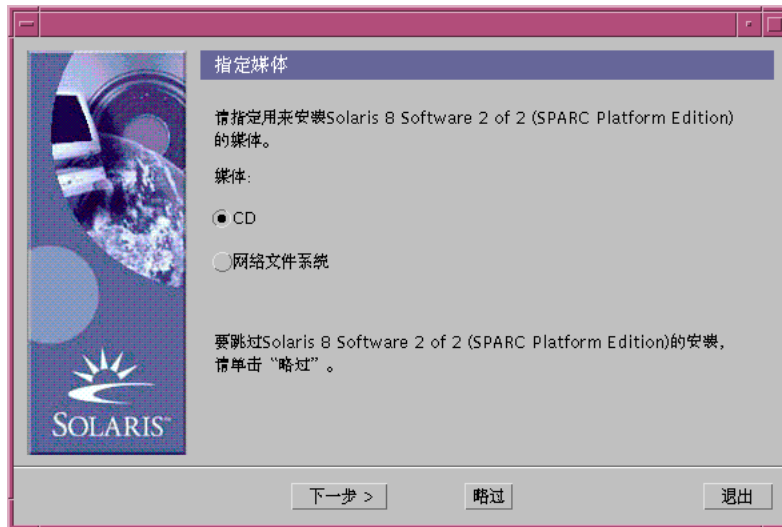 指定媒体
请指定用来安装Solaris 8 Software 2 of 2 (SPARC Platform Edition)
的媒体。
媒体:
CD
网络文件系统
要跳过Solaris 8 Software 2 of 2 (SPARC Platform Edition)的安装,
请单击“略过”。
SOLARIS™
下一步 >
略过
退出